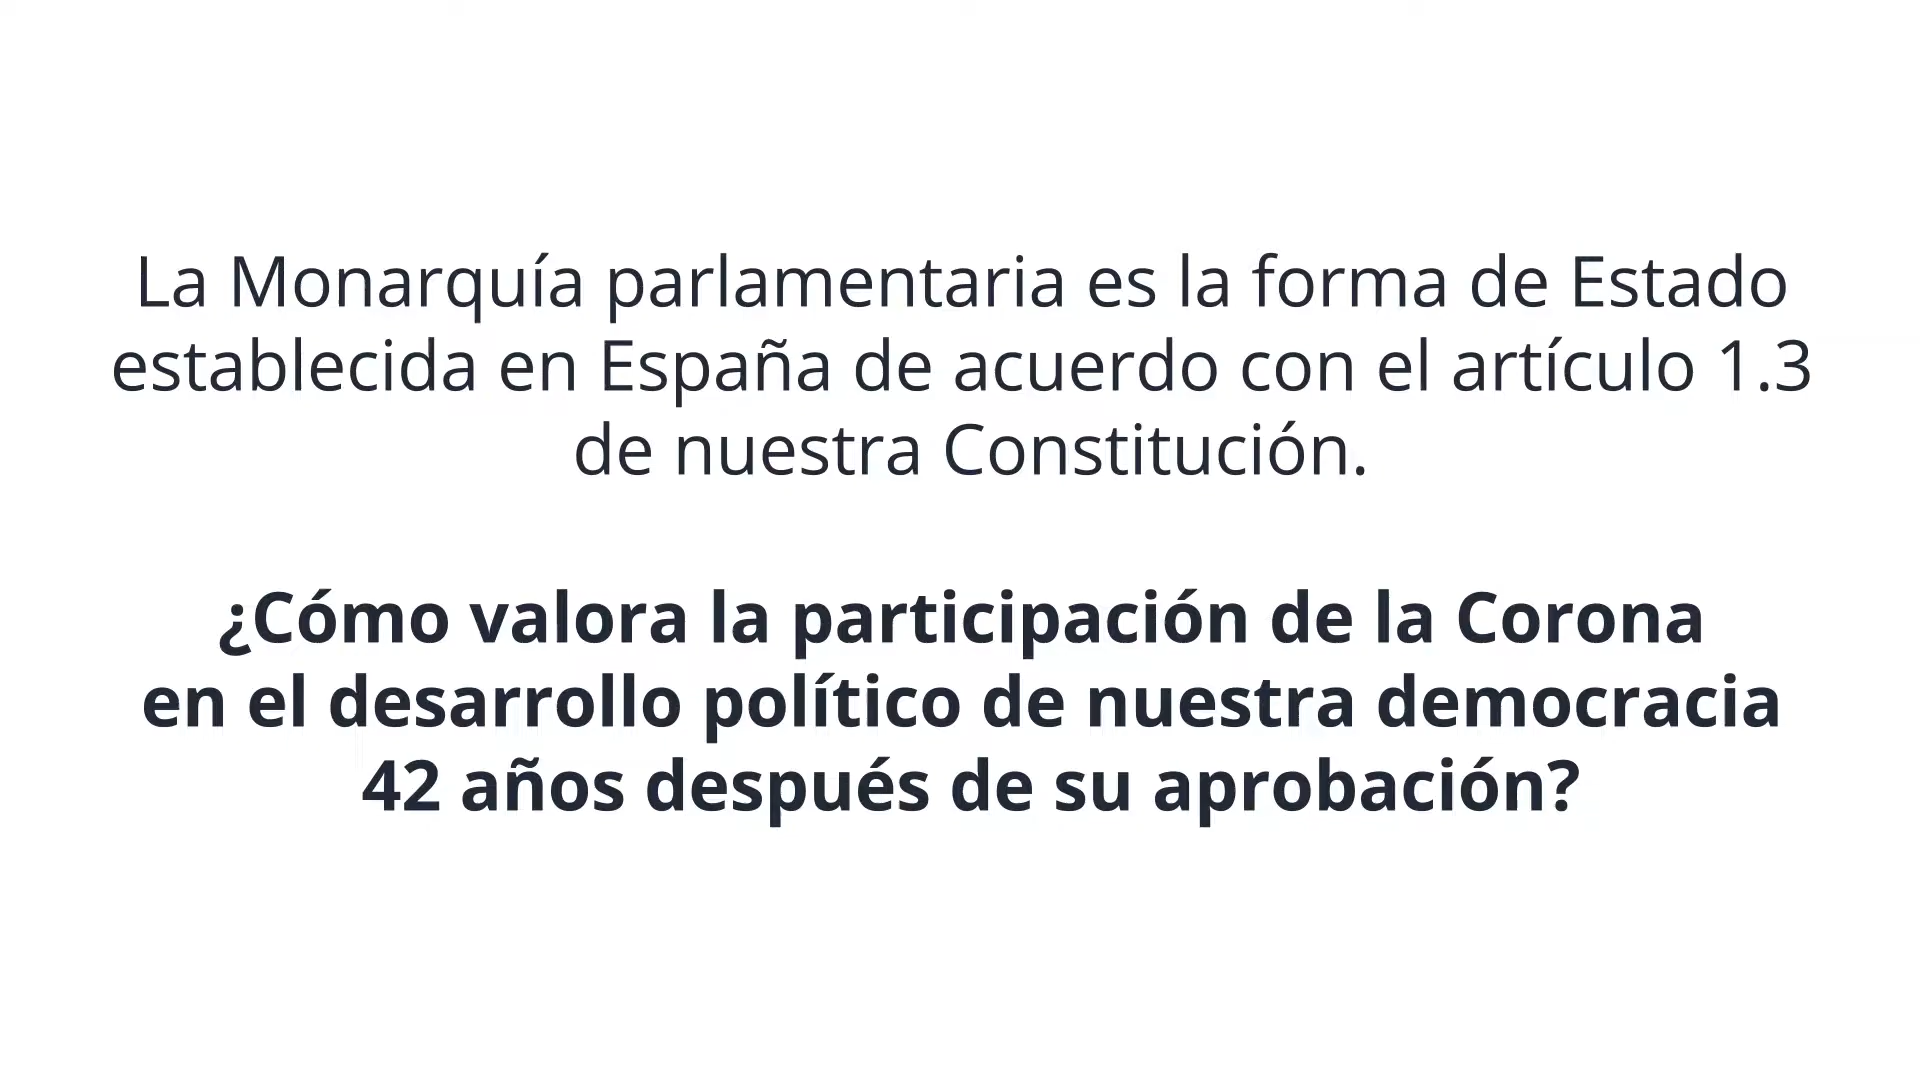 La Monarquía parlamentaria es la forma de Estado
establecida en España de acuerdo con el artículo 1.3
de nuestra Constitución.
¿Cómo valora la participación de la Corona
en el desarrollo político de nuestra democracia
42 años después de su aprobación?